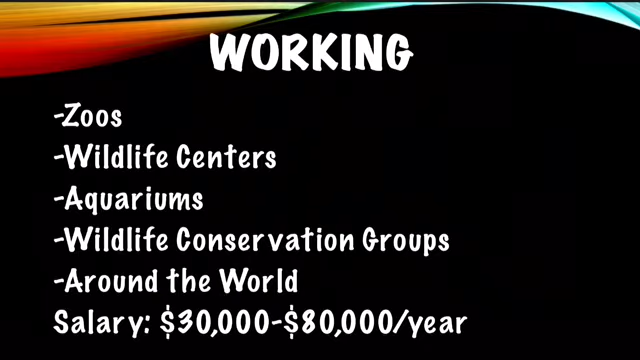 WORKING
-Zoos
-Wildlife Centers
-Aquariums
-Wildlife Conservation Groups
-Around the World
Salary: $30,000-$80,000/year